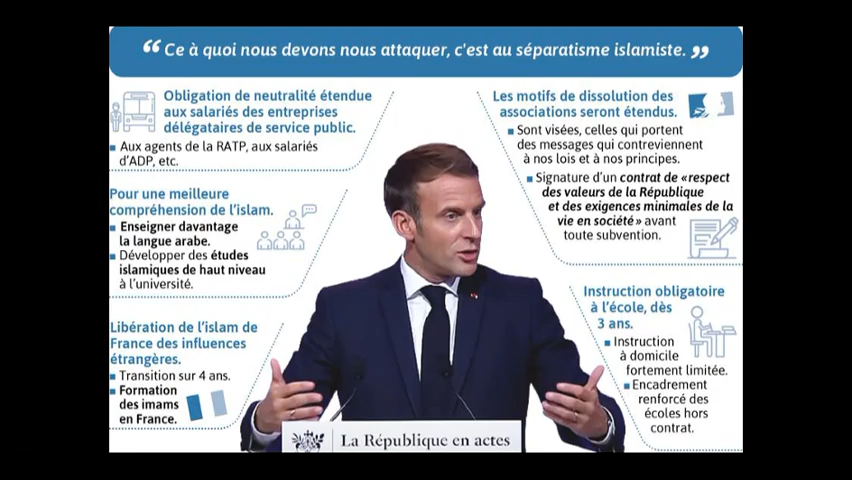 “ Ce à quoi nous devons nous attaquer, c'est au séparatisme islamiste. ”
Obligation de neutralité étendue
aux salariés des entreprises
délégataires de service public.
Aux agents de la RATP, aux salariés
d’ADP, etc.
Pour une meilleure
compréhension de l’islam.
Enseigner davantage
la langue arabe.
Développer des études
islamiques de haut niveau
à l’université.
Libération de l’islam de
France des influences
étrangères.
Transition sur 4 ans.
Formation
des imams
en France.
Les motifs de dissolution des
associations seront étendus.
Sont visées, celles qui portent
des messages qui contreviennent
à nos lois et à nos principes.
Signature d’un contrat de «respect
des valeurs de la République
et des exigences minimales de la
vie en société» avant
toute subvention.
Instruction obligatoire
à l’école, dès
3 ans.
Instruction
à domicile
fortement limitée.
Encadrement
renforcé des
écoles hors
contrat.
La République en actes